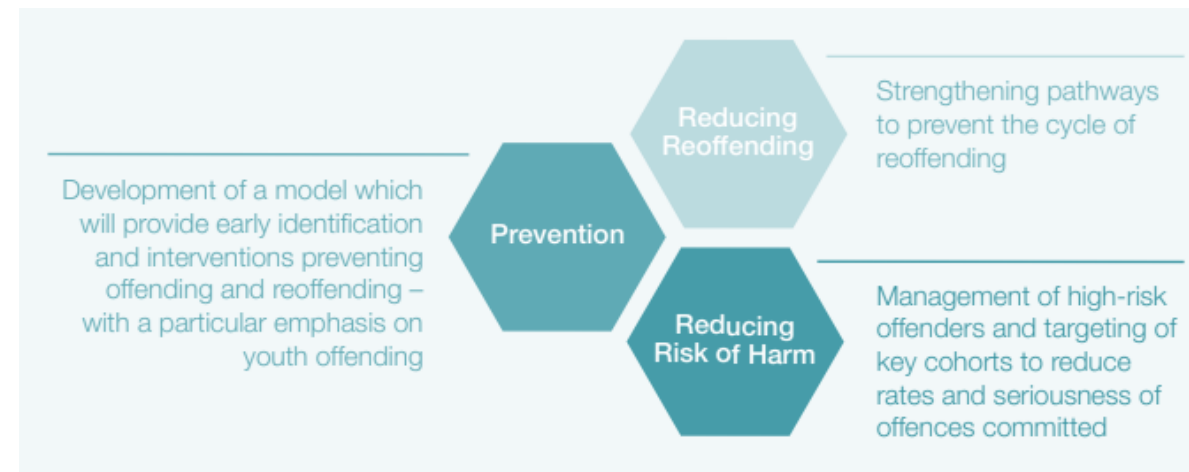 Reducing
Reoffending
Strengthening pathways
to prevent the cycle of
reoffending
Prevention
Development of a model which
will provide early identification
and interventions preventing
offending and reoffending –
with a particular emphasis on
youth offending
Reducing
Risk of Harm
Management of high-risk
offenders and targeting of
key cohorts to reduce
rates and seriousness of
offences committed